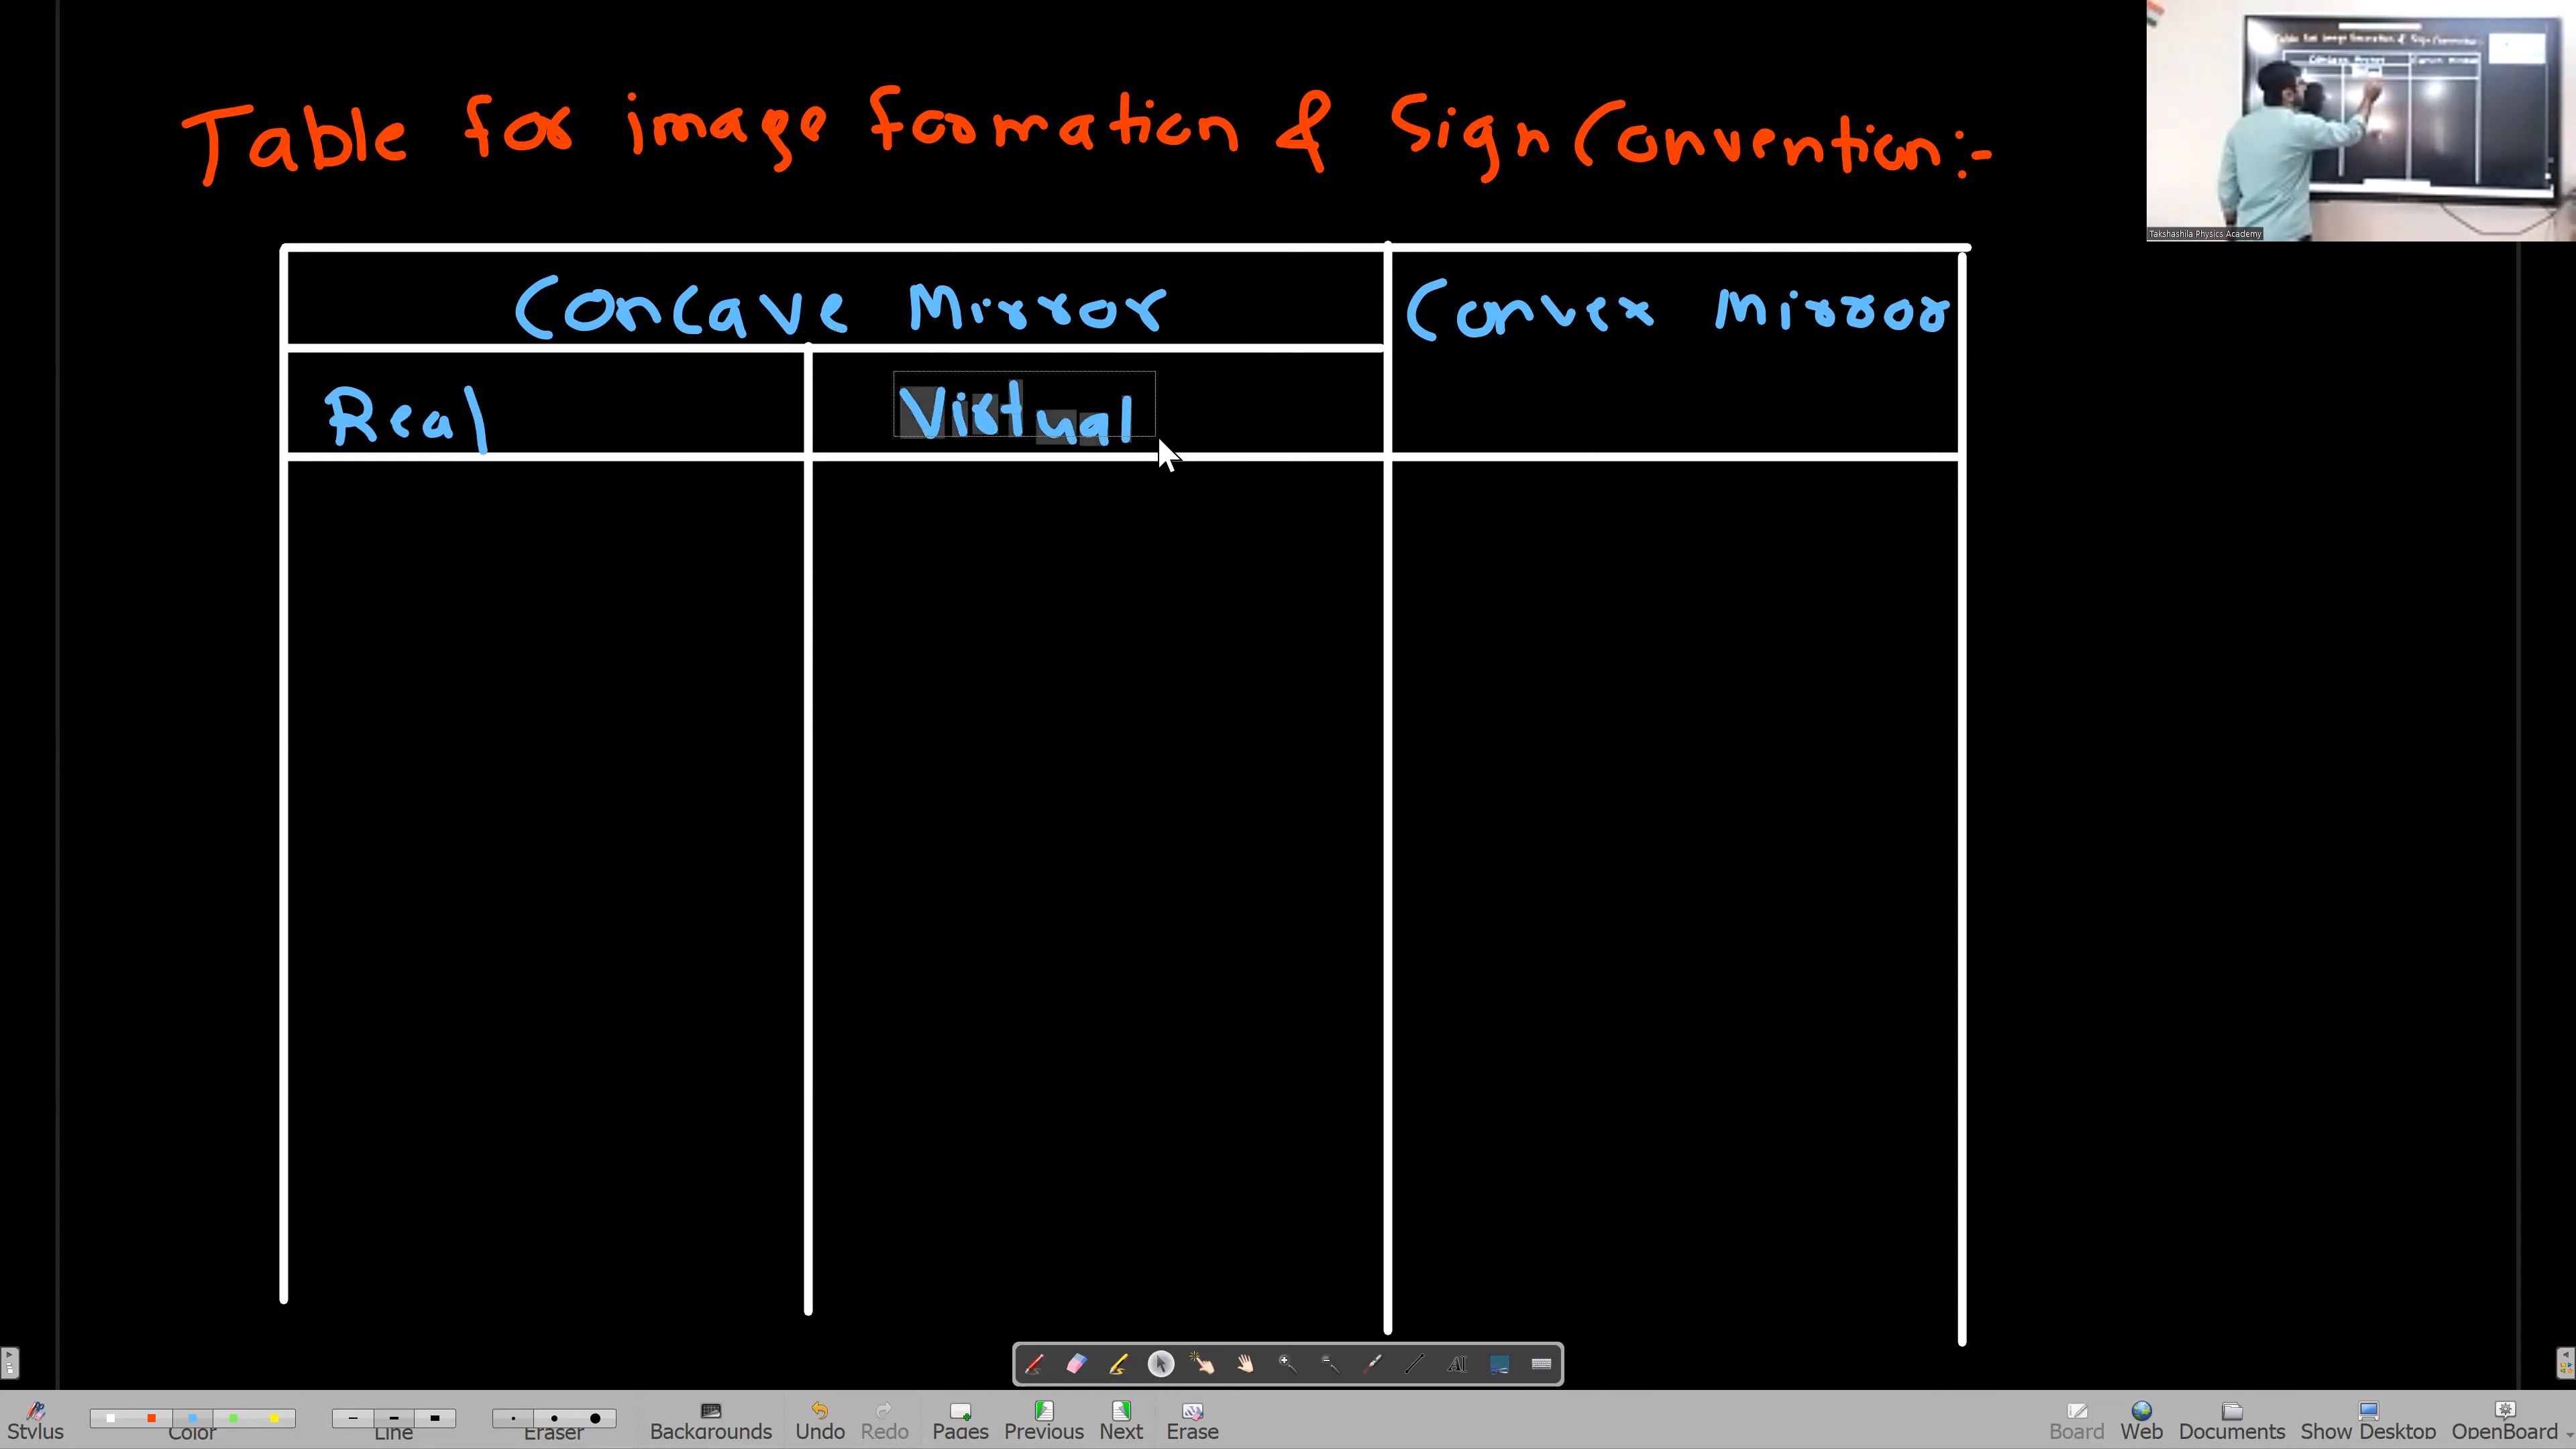 Table for image formation & Sign Convention:-
Takshashila Physics Academy
Concave Mirror
Convex Mirror
Real
Virtual
Stylus
Color
Line
Eraser
Backgrounds
Undo
Redo
Pages
Previous
Next
Erase
Board
Web
Documents
Show Desktop
OpenBoard